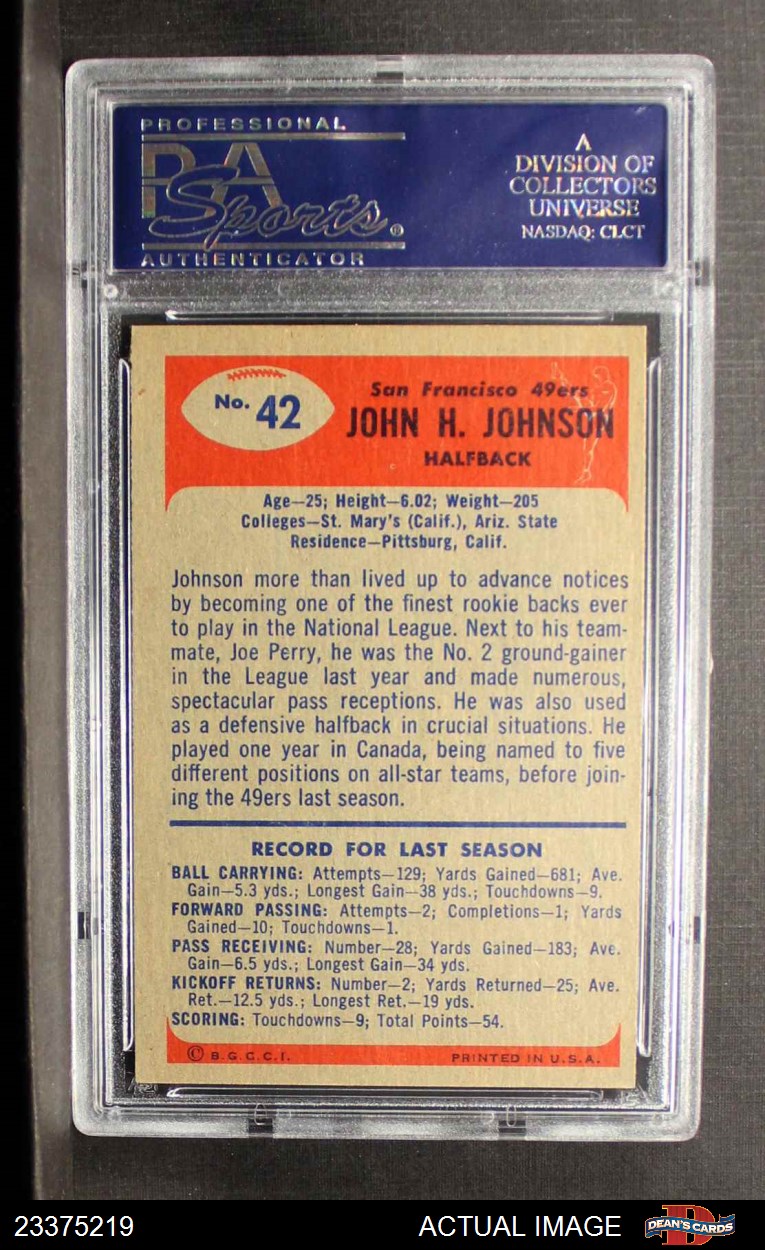 PROFESSIONAL
PSA
Sports®
AUTHENTICATOR
A
DIVISION OF
COLLECTORS
UNIVERSE
NASDAQ: CLCT
No. 42
San Francisco 49ers
JOHN H. JOHNSON
HALFBACK
Age—25; Height—6.02; Weight—205
Colleges—St. Mary's (Calif.), Ariz. State
Residence—Pittsburg, Calif.
Johnson more than lived up to advance notices
by becoming one of the finest rookie backs ever
to play in the National League. Next to his team-
mate, Joe Perry, he was the No. 2 ground-gainer
in the League last year and made numerous,
spectacular pass receptions. He was also used
as a defensive halfback in crucial situations. He
played one year in Canada, being named to five
different positions on all-star teams, before join-
ing the 49ers last season.
RECORD FOR LAST SEASON
BALL CARRYING: Attempts—129; Yards Gained—681; Ave.
Gain—5.3 yds.; Longest Gain—38 yds.; Touchdowns—9.
FORWARD PASSING: Attempts—2; Completions—1; Yards
Gained—10; Touchdowns—1.
PASS RECEIVING: Number—28; Yards Gained—183; Ave.
Gain—6.5 yds.; Longest Gain—34 yds.
KICKOFF RETURNS: Number—2; Yards Returned—25; Ave.
Ret.—12.5 yds.; Longest Ret.—19 yds.
SCORING: Touchdowns—9; Total Points—54.
© B.G.C.C.I.
PRINTED IN U.S.A.
23375219
ACTUAL IMAGE
DEAN'S CARDS